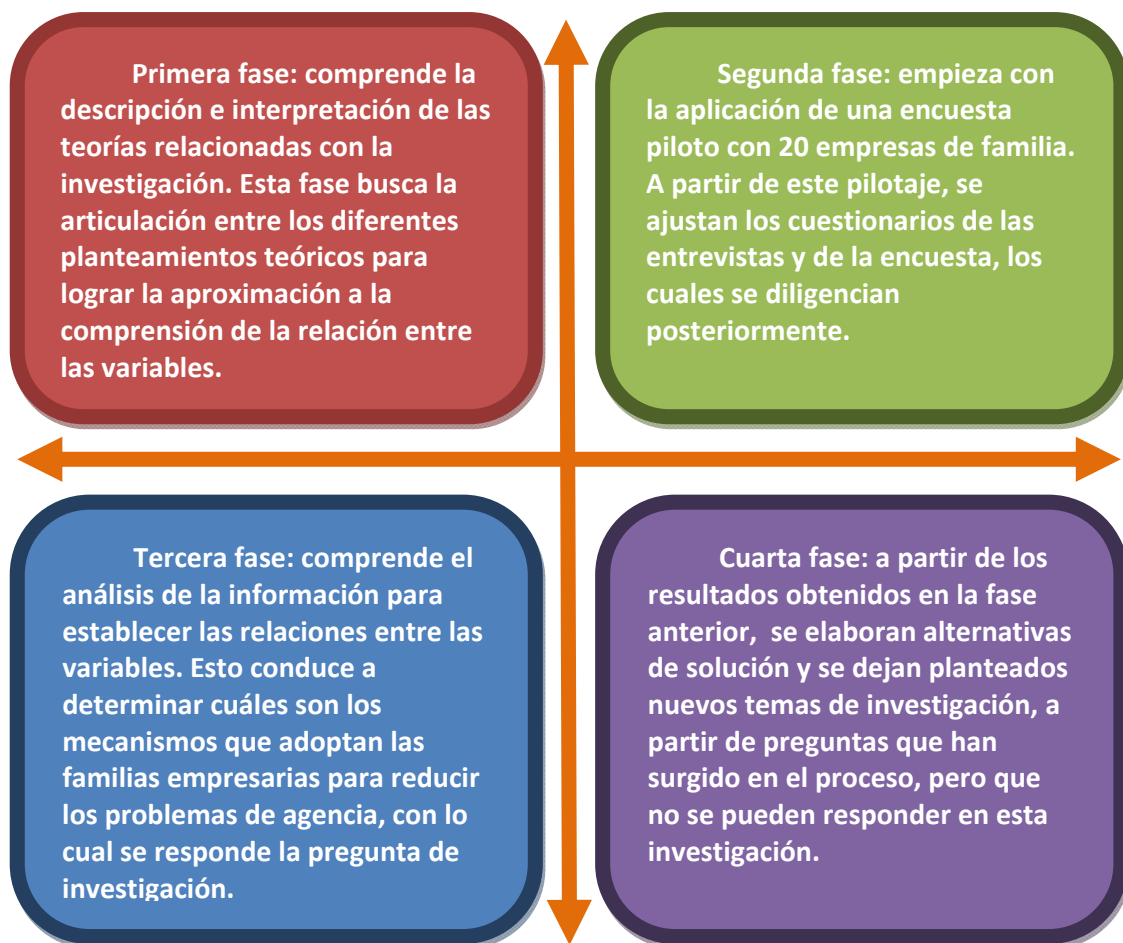 Primera fase: comprende la
descripción e interpretación de las
teorías relacionadas con la
investigación. Esta fase busca la
articulación entre los diferentes
planteamientos teóricos para
lograr la aproximación a la
comprensión de la relación entre
las variables.
Segunda fase: empieza con
la aplicación de una encuesta
piloto con 20 empresas de familia.
A partir de este pilotaje, se
ajustan los cuestionarios de las
entrevistas y de la encuesta, los
cuales se diligencian
posteriormente.
Tercera fase: comprende el
análisis de la información para
establecer las relaciones entre las
variables. Esto conduce a
determinar cuáles son los
mecanismos que adoptan las
familias empresarias para reducir
los problemas de agencia, con lo
cual se responde la pregunta de
investigación.
Cuarta fase: a partir de los
resultados obtenidos en la fase
anterior, se elaboran alternativas
de solución y se dejan planteados
nuevos temas de investigación, a
partir de preguntas que han
surgido en el proceso, pero que
no se pueden responder en esta
investigación.